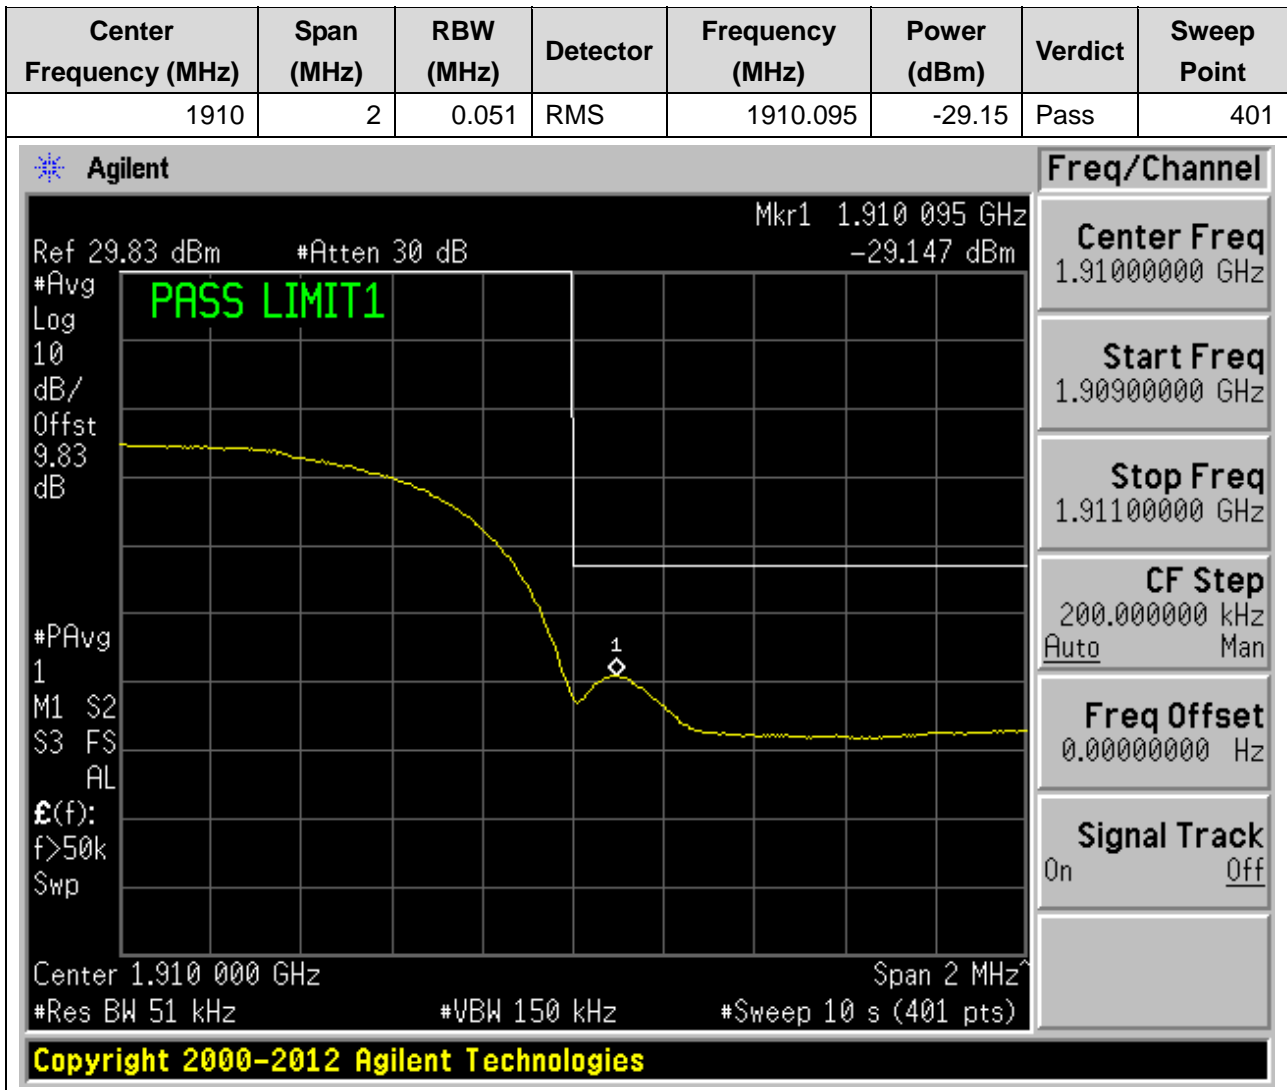 Center Frequency (MHz) Span (MHz) RBW (MHz) Detector Frequency (MHz) Power (dBm) Verdict Sweep Point
1910 2 0.051 RMS 1910.095 -29.15 Pass 401
Agilent
Freq/Channel
Mkr1 1.910 095 GHz
Ref 29.83 dBm #Atten 30 dB -29.147 dBm
#Avg
Log
10
dB/
Offst
9.83
dB
PASS LIMIT1
1
#PAvg
1
M1 S2
S3 FS
AL
£(f):
f>50k
Swp
Center 1.910 000 GHz Span 2 MHz^
#Res BW 51 kHz #VBW 150 kHz #Sweep 10 s (401 pts)
Center Freq
1.91000000 GHz
Start Freq
1.90900000 GHz
Stop Freq
1.91100000 GHz
CF Step
200.000000 kHz
Auto Man
Freq Offset
0.00000000 Hz
Signal Track
On Off
Copyright 2000-2012 Agilent Technologies